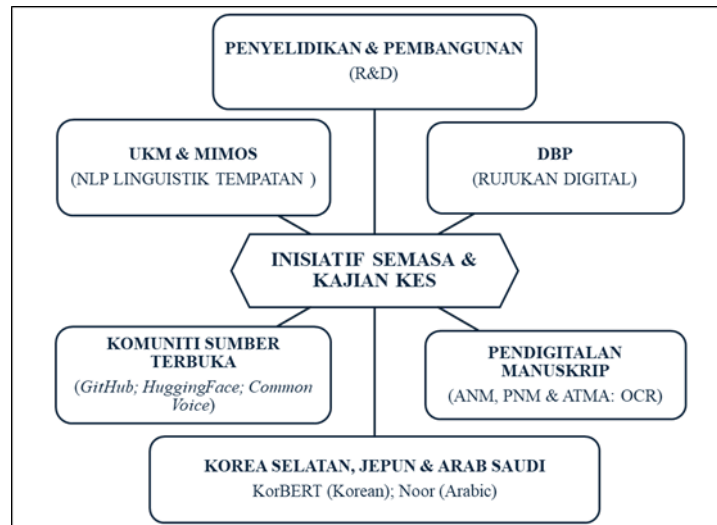 PENYELIDIKAN & PEMBANGUNAN
(R&D)
UKM & MIMOS
(NLP LINGUISTIK TEMPATAN )
DBP
(RUJUKAN DIGITAL)
INISIATIF SEMASA &
KAJIAN KES
KOMUNITI SUMBER
TERBUKA
(GitHub; HuggingFace; Common
Voice)
PENDIGITALAN
MANUSKRIP
(ANM, PNM & ATMA: OCR)
KOREA SELATAN, JEPUN & ARAB SAUDI
KorBERT (Korean); Noor (Arabic)